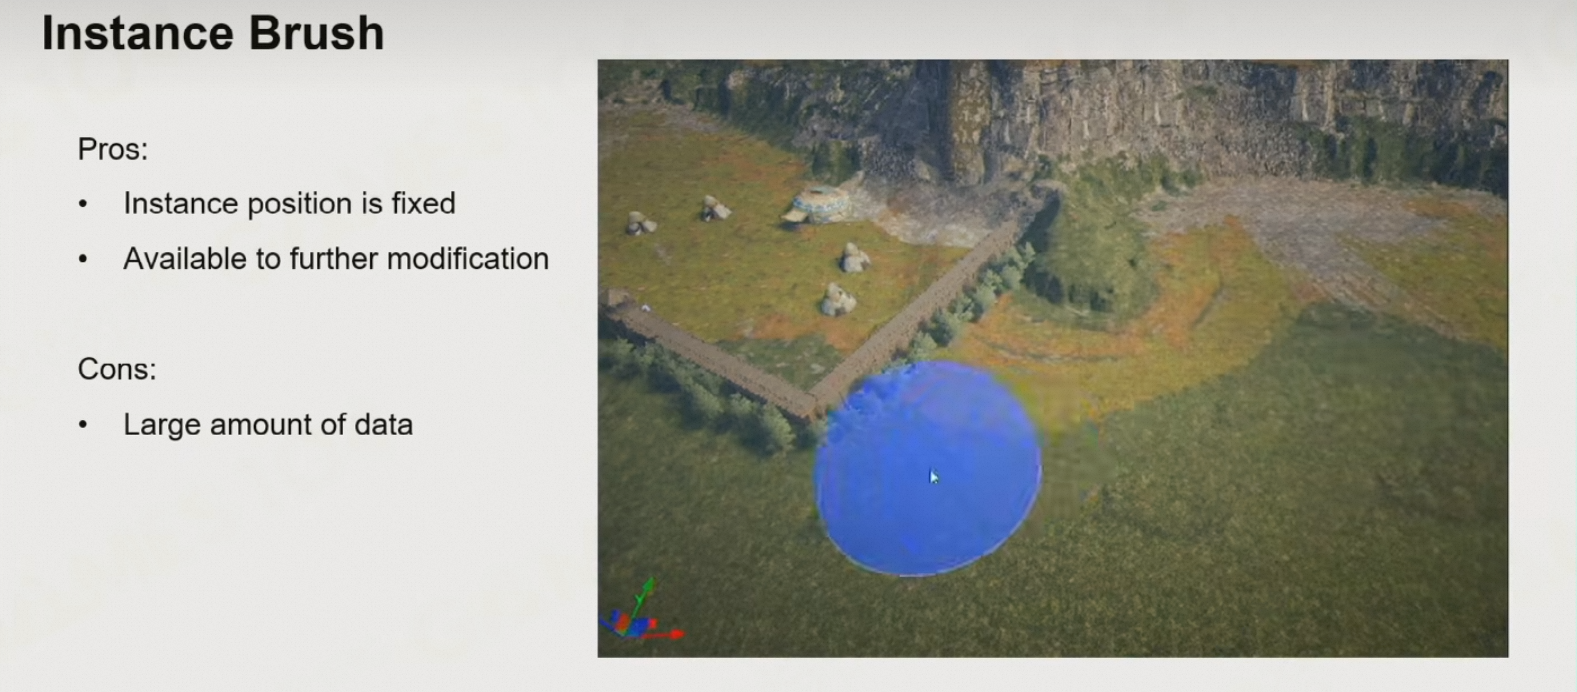 Instance Brush
Pros:
• Instance position is fixed
• Available to further modification
Cons:
• Large amount of data